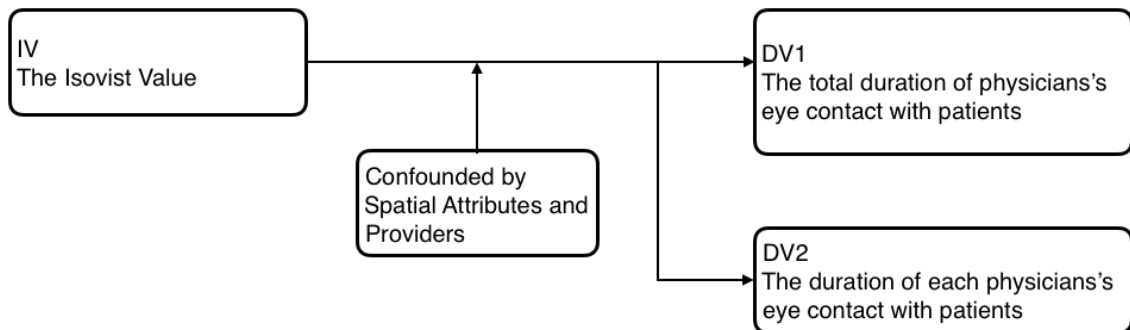 IV
The Isovist Value
DV1
The total duration of physicians's
eye contact with patients
Confounded by
Spatial Attributes and
Providers
DV2
The duration of each physicians's
eye contact with patients